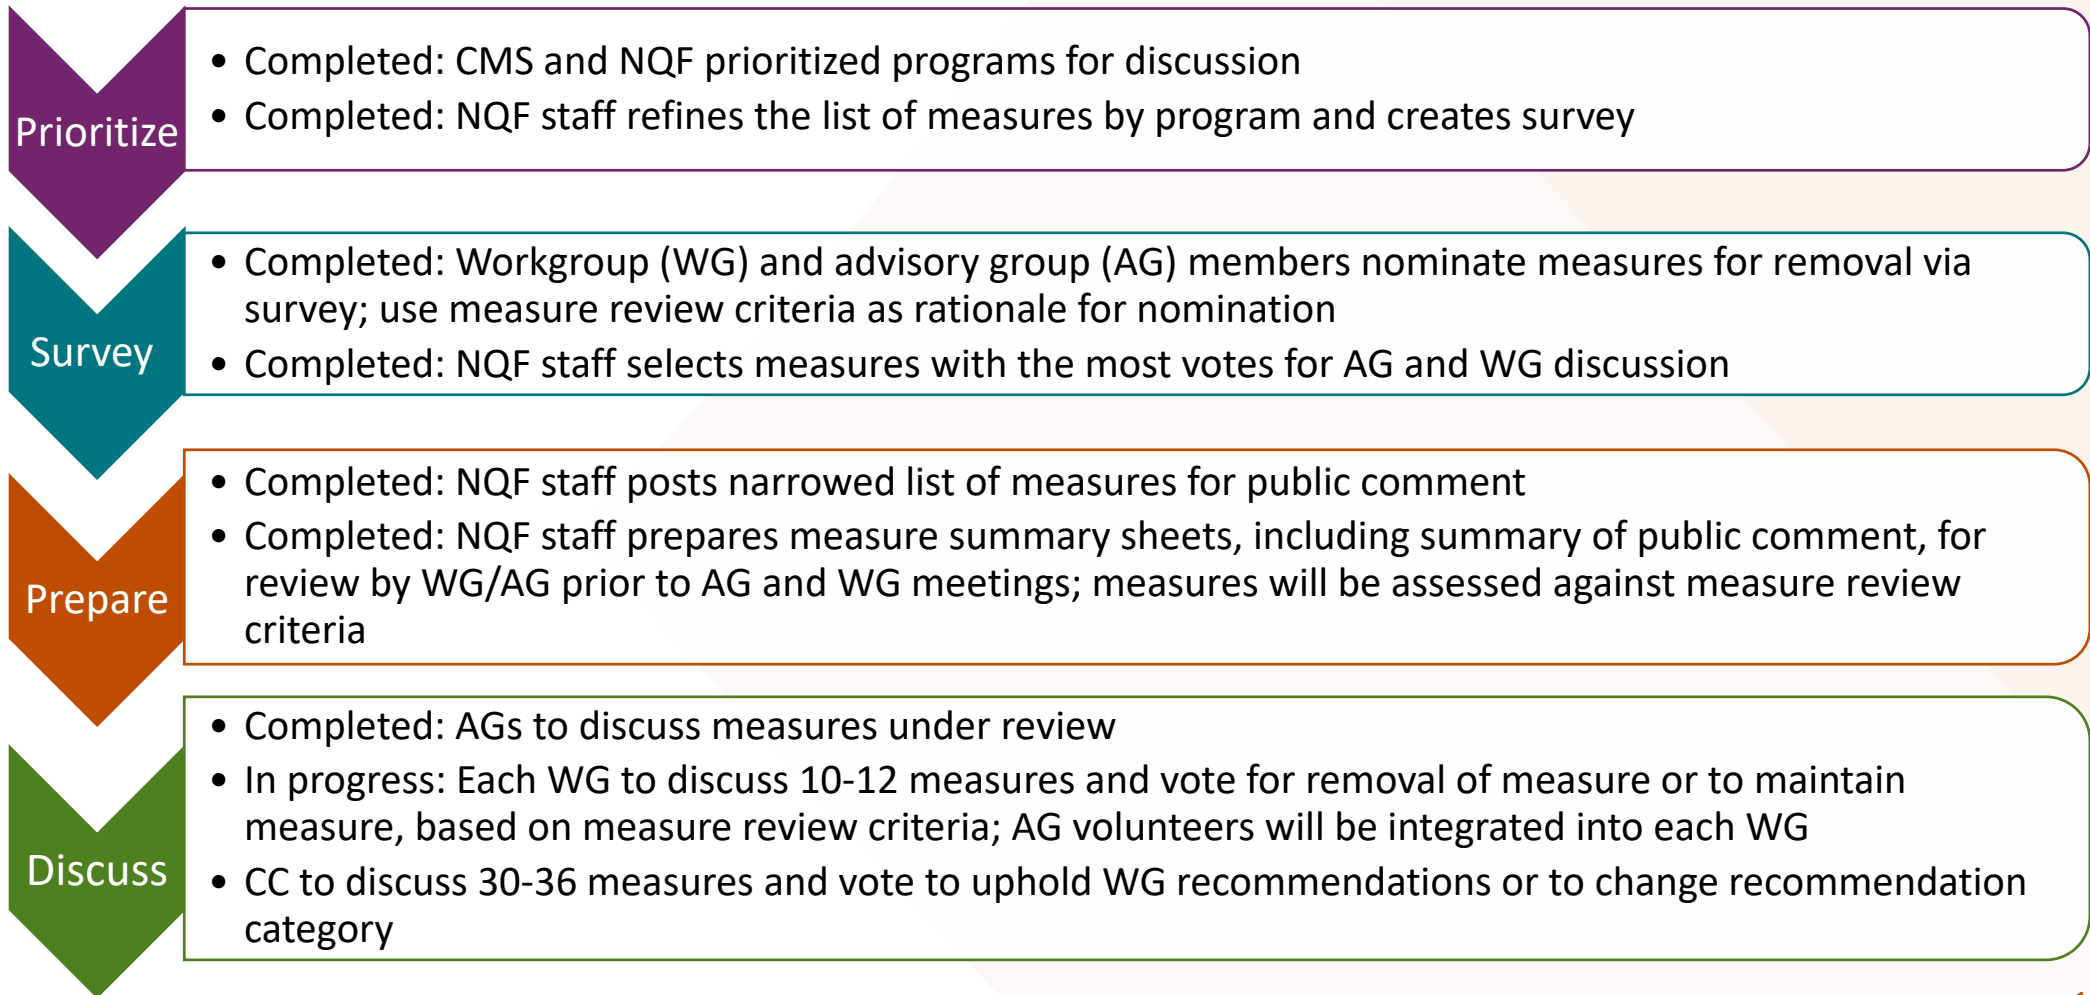 Prioritize
• Completed: CMS and NQF prioritized programs for discussion
• Completed: NQF staff refines the list of measures by program and creates survey
Survey
• Completed: Workgroup (WG) and advisory group (AG) members nominate measures for removal via
survey; use measure review criteria as rationale for nomination
• Completed: NQF staff selects measures with the most votes for AG and WG discussion
Prepare
• Completed: NQF staff posts narrowed list of measures for public comment
• Completed: NQF staff prepares measure summary sheets, including summary of public comment, for
review by WG/AG prior to AG and WG meetings; measures will be assessed against measure review
criteria
Discuss
• Completed: AGs to discuss measures under review
• In progress: Each WG to discuss 10-12 measures and vote for removal of measure or to maintain
measure, based on measure review criteria; AG volunteers will be integrated into each WG
• CC to discuss 30-36 measures and vote to uphold WG recommendations or to change recommendation
category